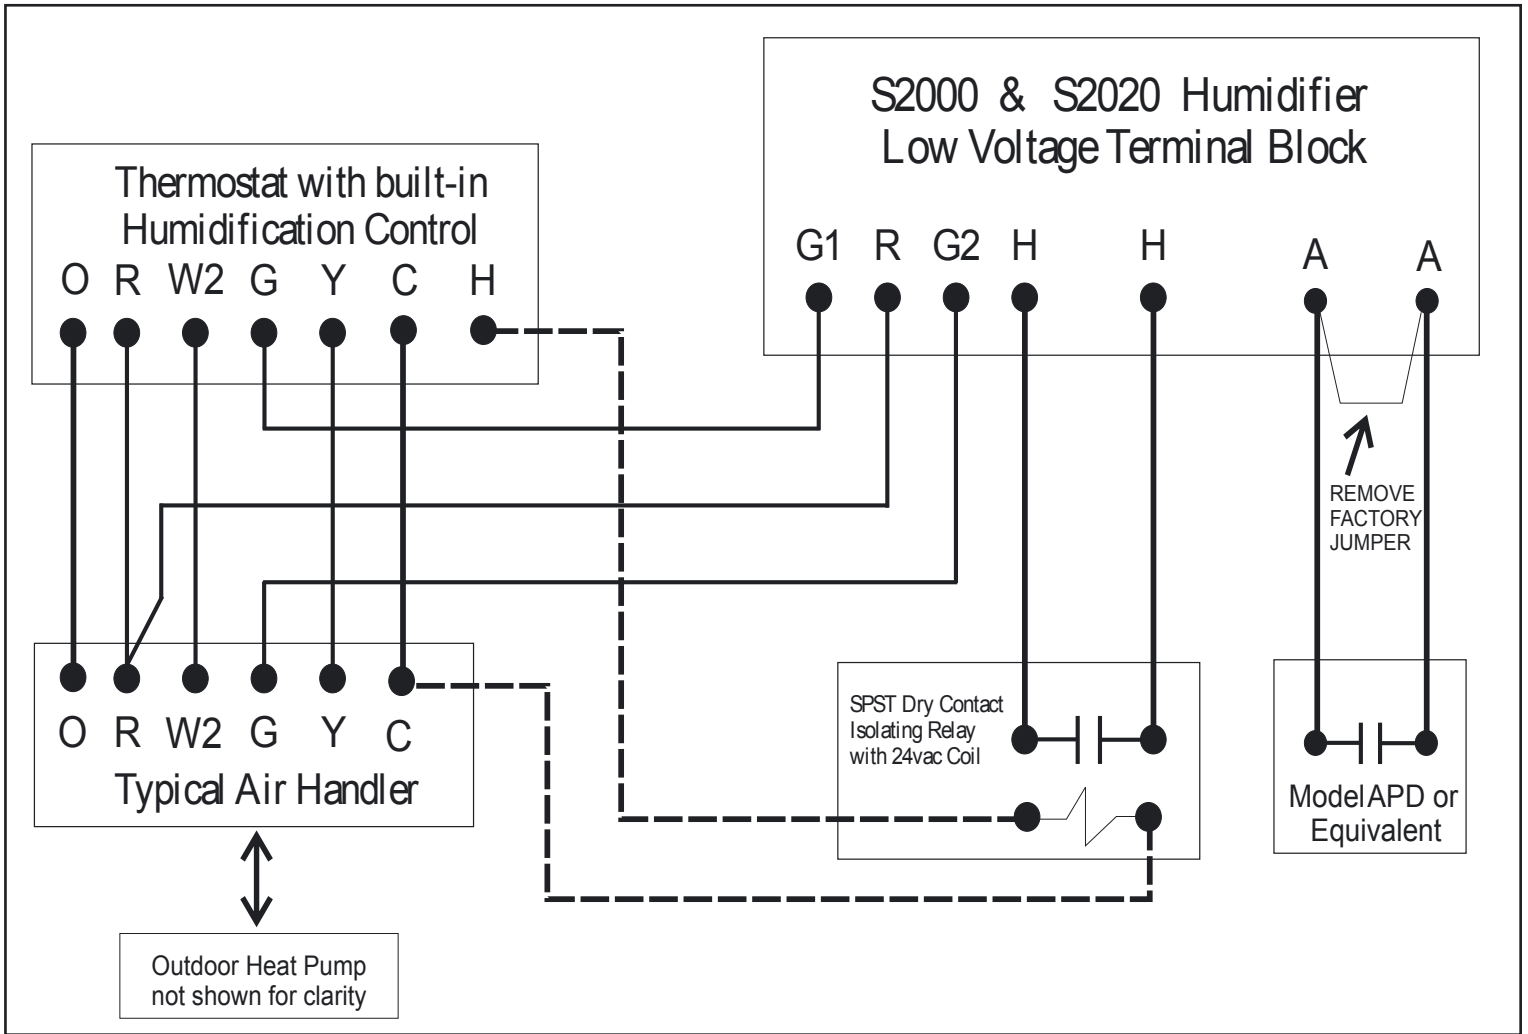 S2000 & S2020 Humidifier
Low Voltage Terminal Block
G1 R G2 H H A A
Thermostat with built-in
Humidification Control
O R W2 G Y C H
REMOVE
FACTORY
JUMPER
SPST Dry Contact
Isolating Relay
with 24vac Coil
O R W2 G Y C
Typical Air Handler
Model APD or
Equivalent
Outdoor Heat Pump
not shown for clarity